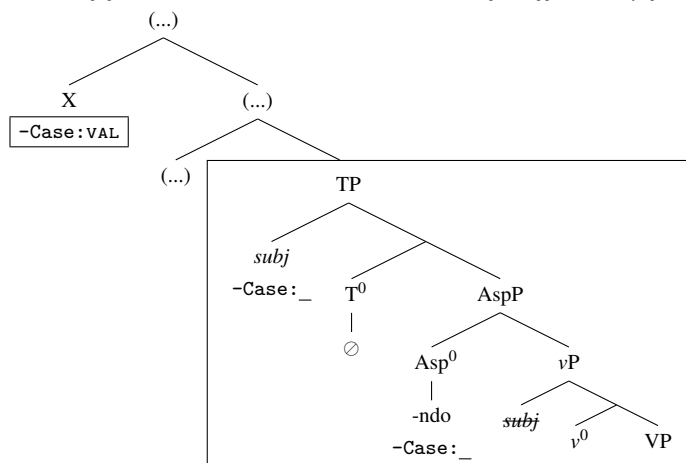 (...)
X (...)
-Case:VAL
(...)
TP
subj
-Case:_ T⁰ AspP
∅
Asp⁰ vP
-ndo subj
-Case:_ v⁰ VP